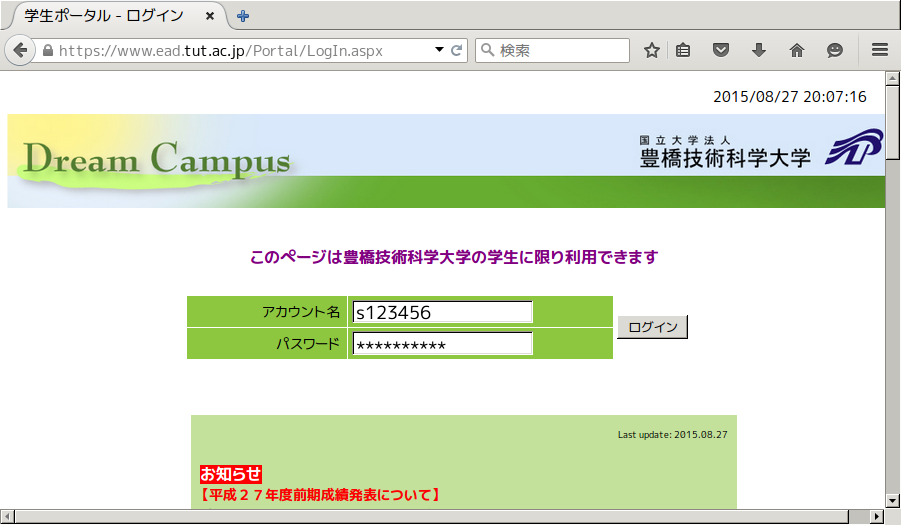 学生ポータル - ログイン
https://www.ead.tut.ac.jp/Portal/LogIn.aspx
検索
2015/08/27 20:07:16
Dream Campus
国立大学法人
豊橋技術科学大学
このページは豊橋技術科学大学の学生に限り利用できます
アカウント名 s123456
ログイン
パスワード **********
Last update: 2015.08.27
お知らせ
【平成２７年度前期成績発表について】